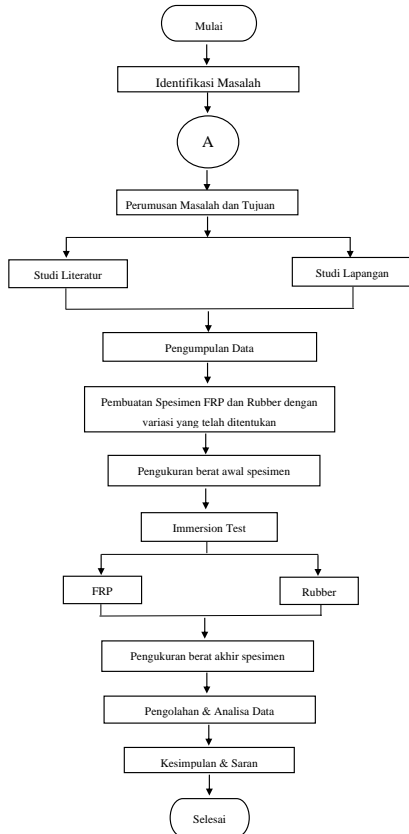 Mulai
Identifikasi Masalah
A
Perumusan Masalah dan Tujuan
Studi Literatur
Studi Lapangan
Pengumpulan Data
Pembuatan Spesimen FRP dan Rubber dengan
variasi yang telah ditentukan
Pengukuran berat awal spesimen
Immersion Test
FRP
Rubber
Pengukuran berat akhir spesimen
Pengolahan & Analisa Data
Kesimpulan & Saran
Selesai